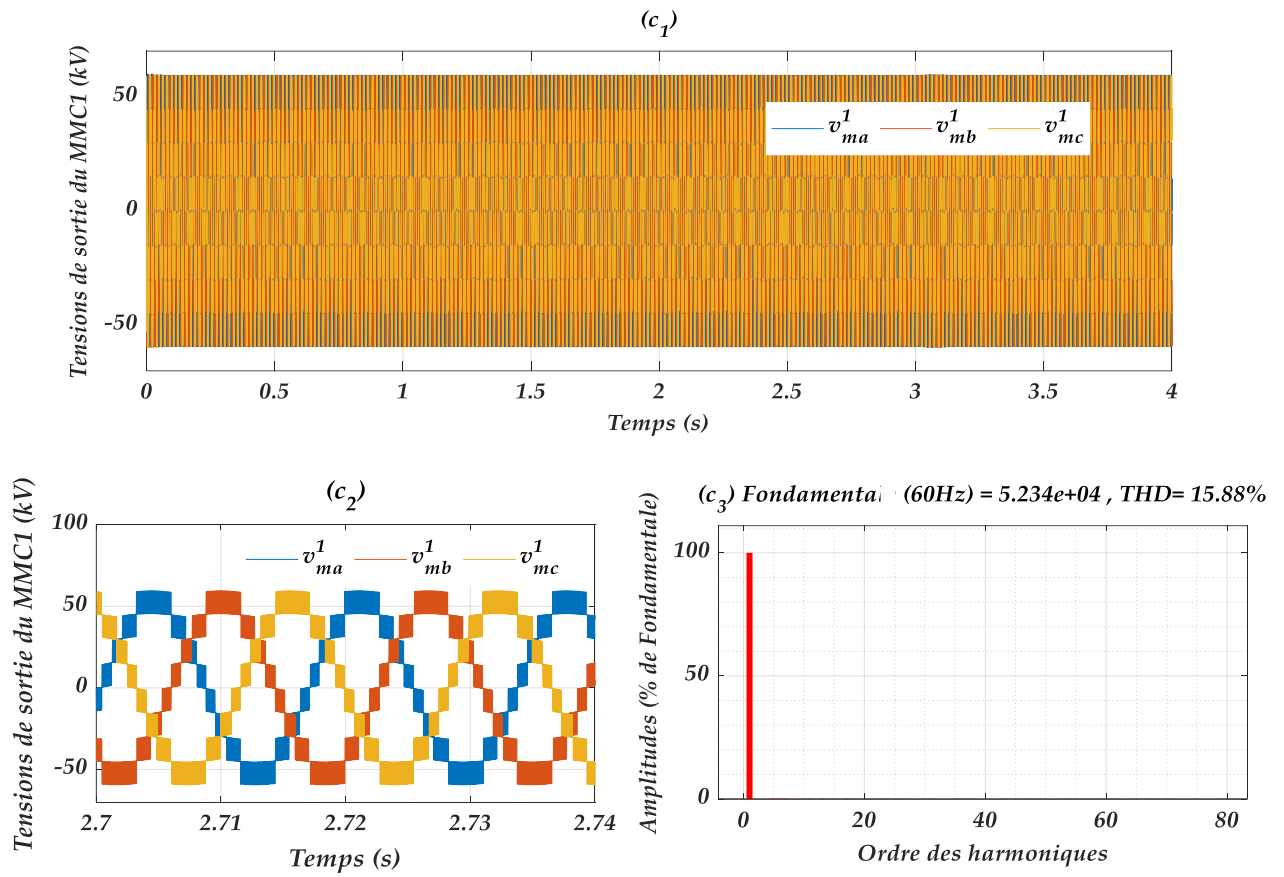 (c1)
Tensions de sortie du MMC1 (kV)
50
0
-50
v1ma v1mb v1mc
0 0.5 1 1.5 2 2.5 3 3.5 4
Temps (s)
(c2)
Tensions de sortie du MMC1 (kV)
100
50
0
-50
v1ma v1mb v1mc
2.7 2.71 2.72 2.73 2.74
Temps (s)
(c3) Fondamental (60Hz) = 5.234e+04 , THD= 15.88%
Amplitudes (% de Fondamentale)
100
50
0
0 20 40 60 80
Ordre des harmoniques